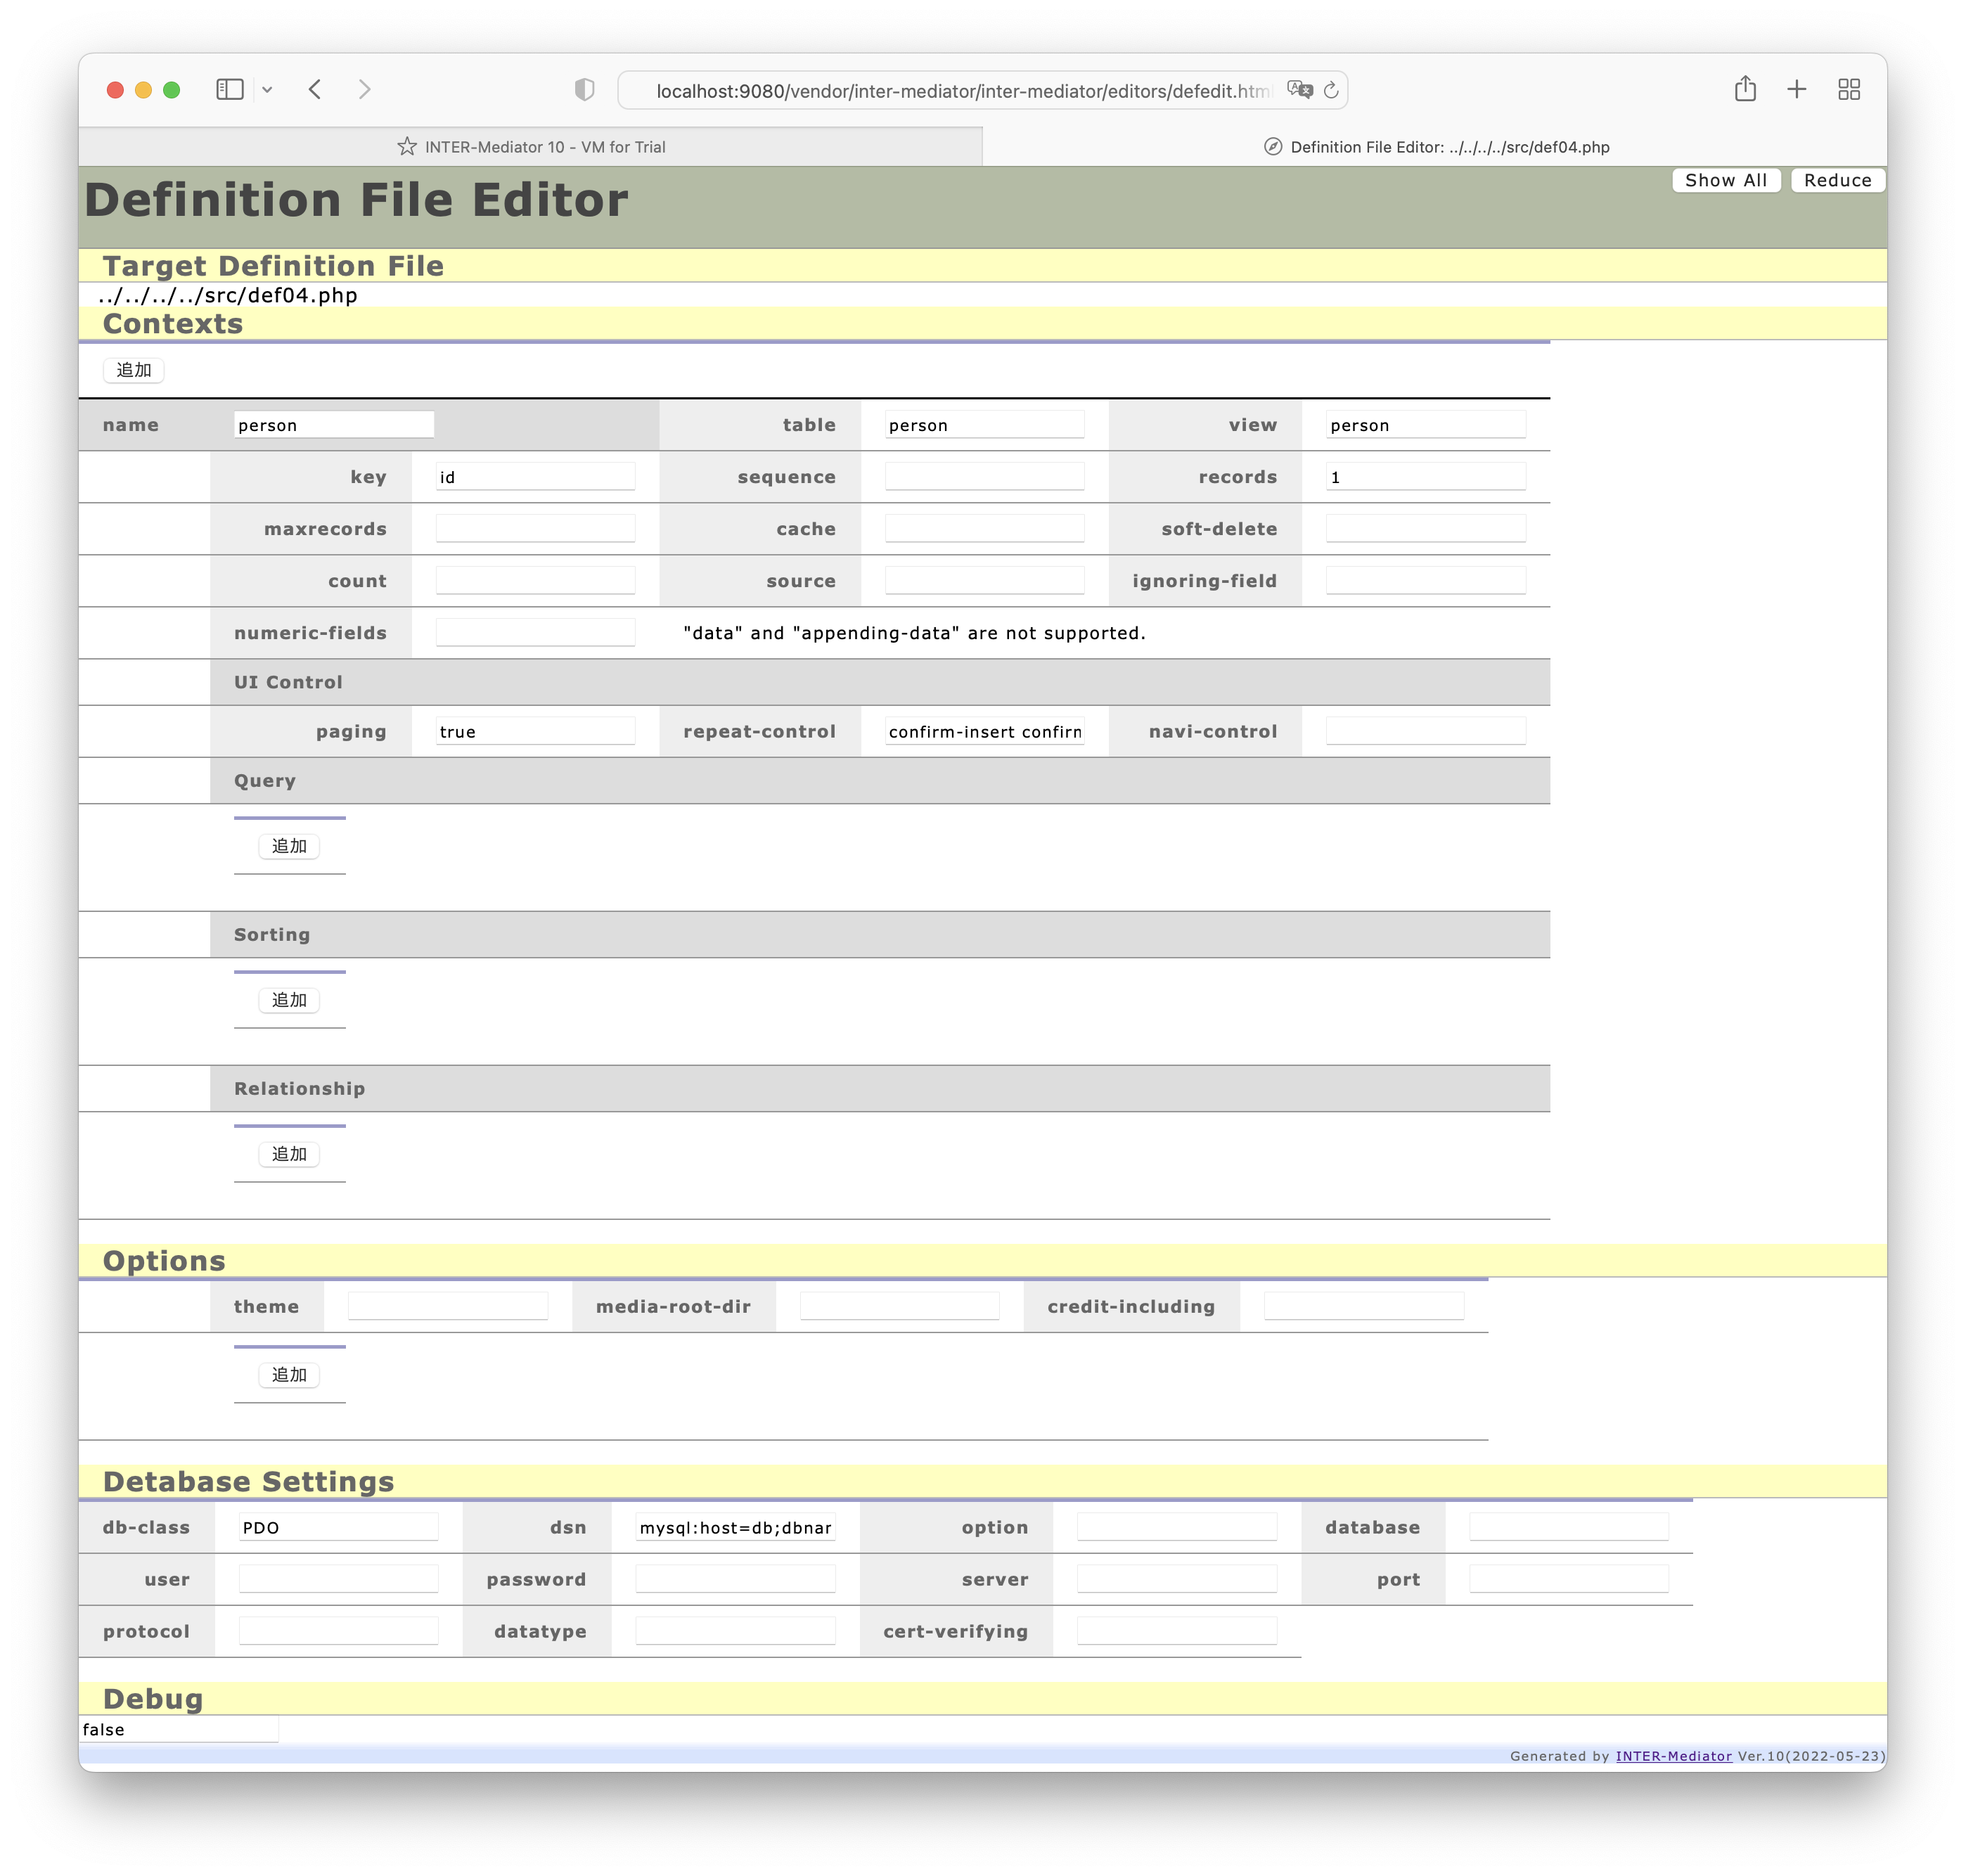 localhost:9080/vendor/inter-mediator/inter-mediator/editors/defedit.htm
INTER-Mediator 10 - VM for Trial
Definition File Editor: ../../../../src/def04.php
Show All Reduce
Definition File Editor
Target Definition File
../../../../src/def04.php
Contexts
追加
name person table person view person
key id sequence records 1
maxrecords cache soft-delete
count source ignoring-field
numeric-fields "data" and "appending-data" are not supported.
UI Control
paging true repeat-control confirm-insert navi-control
Query
追加
Sorting
追加
Relationship
追加
Options
theme media-root-dir credit-including
追加
Detabase Settings
db-class PDO dsn mysql:host=db; option database
user password server port
protocol datatype cert-verifying
Debug
false
Generated by INTER-Mediator Ver.10(2022-05-23)